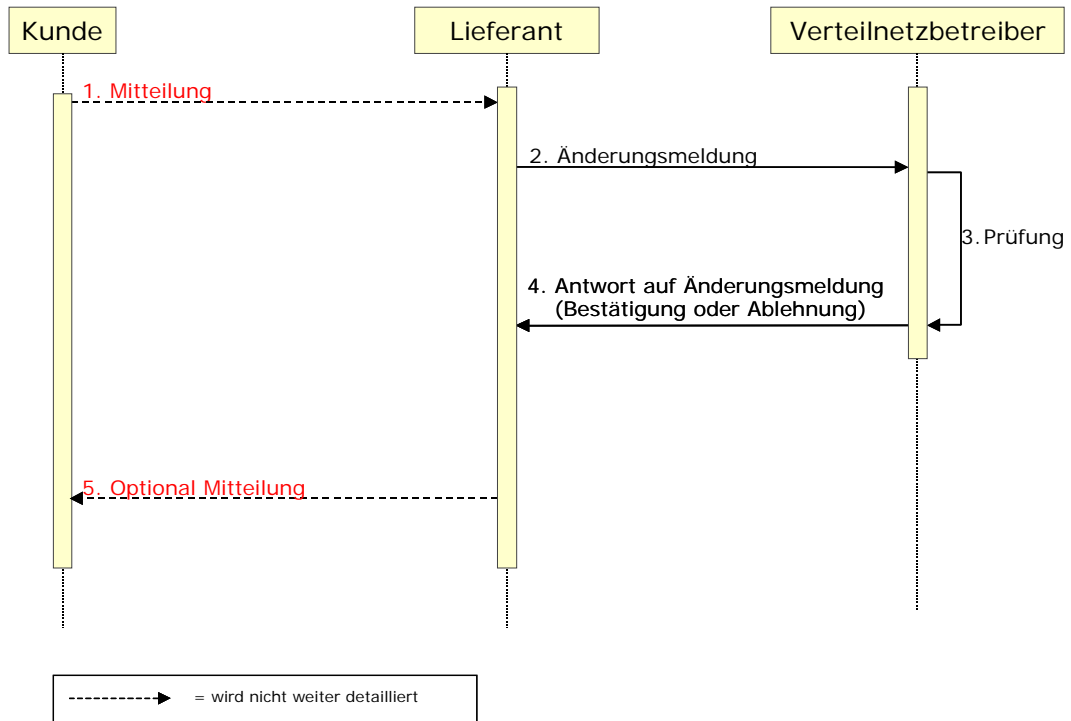 Kunde
Lieferant
Verteilnetzbetreiber
1. Mitteilung
2. Änderungsmeldung
3. Prüfung
4. Antwort auf Änderungsmeldung
(Bestätigung oder Ablehnung)
5. Optional Mitteilung
= wird nicht weiter detailliert